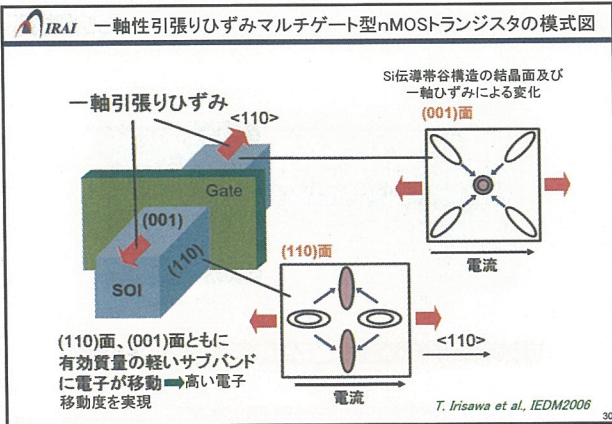 IRAI 一軸性引張りひずみマルチゲート型nMOSトランジスタの模式図
Si伝導帯谷構造の結晶面及び
一軸ひずみによる変化
一軸引張りひずみ
<110>
(001)面
Gate
(001)
(110)
SOI
電流
(110)面
<110>
電流
(110)面、(001)面ともに
有効質量の軽いサブバンド
に電子が移動➡高い電子
移動度を実現
T. Irisawa et al., IEDM2006
30